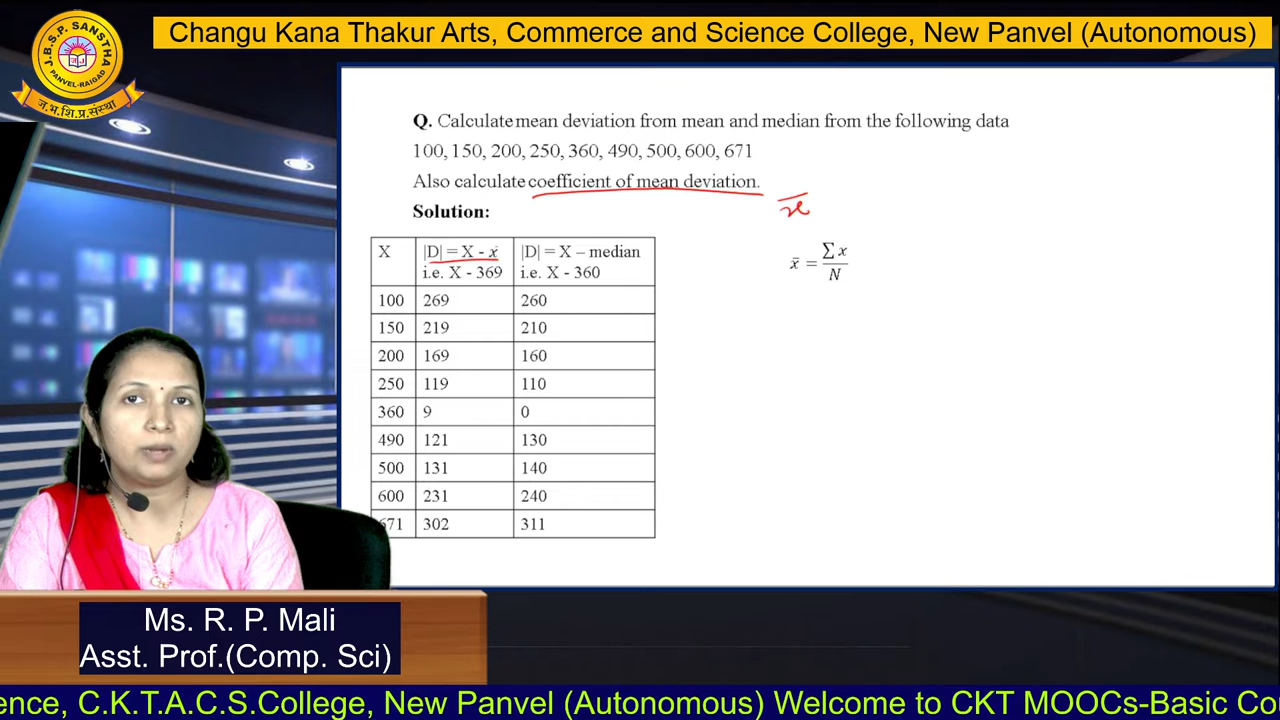 Changu Kana Thakur Arts, Commerce and Science College, New Panvel (Autonomous)
J.B.S.P. SANSTHA
PANVEL-RAIGAD
ज.भ.शि.प्र.संस्था
Q. Calculate mean deviation from mean and median from the following data
100, 150, 200, 250, 360, 490, 500, 600, 671
Also calculate coefficient of mean deviation.
x̄
Solution:
X |D| = X - x̄ |D| = X – median
i.e. X - 369 i.e. X - 360
x̄ = ∑x / N
100 269 260
150 219 210
200 169 160
250 119 110
360 9 0
490 121 130
500 131 140
600 231 240
671 302 311
Ms. R. P. Mali
Asst. Prof.(Comp. Sci)
ence, C.K.T.A.C.S.College, New Panvel (Autonomous) Welcome to CKT MOOCs-Basic Co